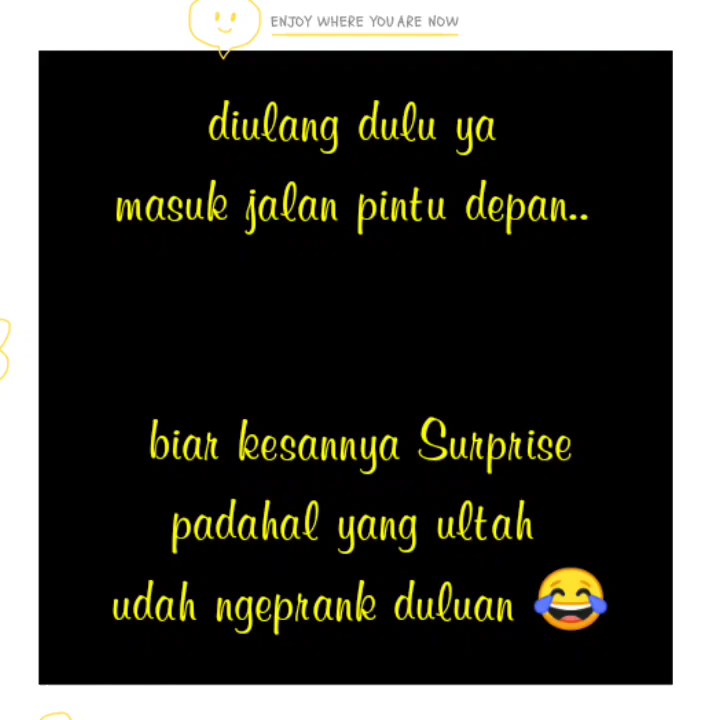 ENJOY WHERE YOU ARE NOW
diulang dulu ya
masuk jalan pintu depan..
biar kesannya Surprise
padahal yang ultah
udah ngeprank duluan 😂